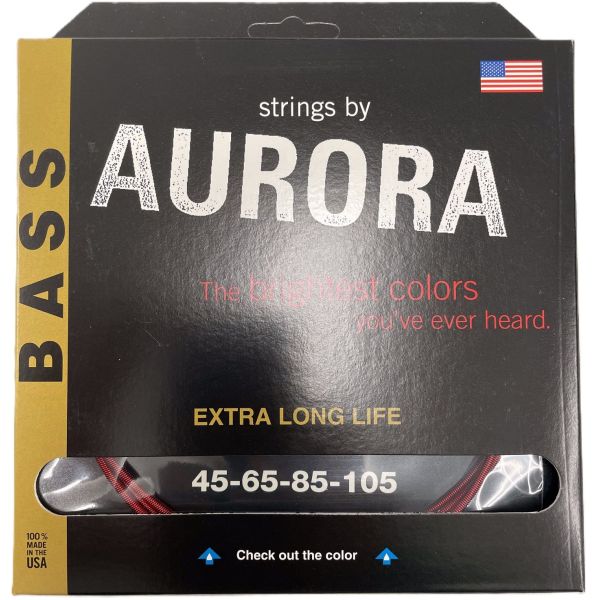 strings by
AURORA
The brightest colors
you've ever heard.
EXTRA LONG LIFE
45-65-85-105
Check out the color
BASS
100%
MADE
IN THE
USA